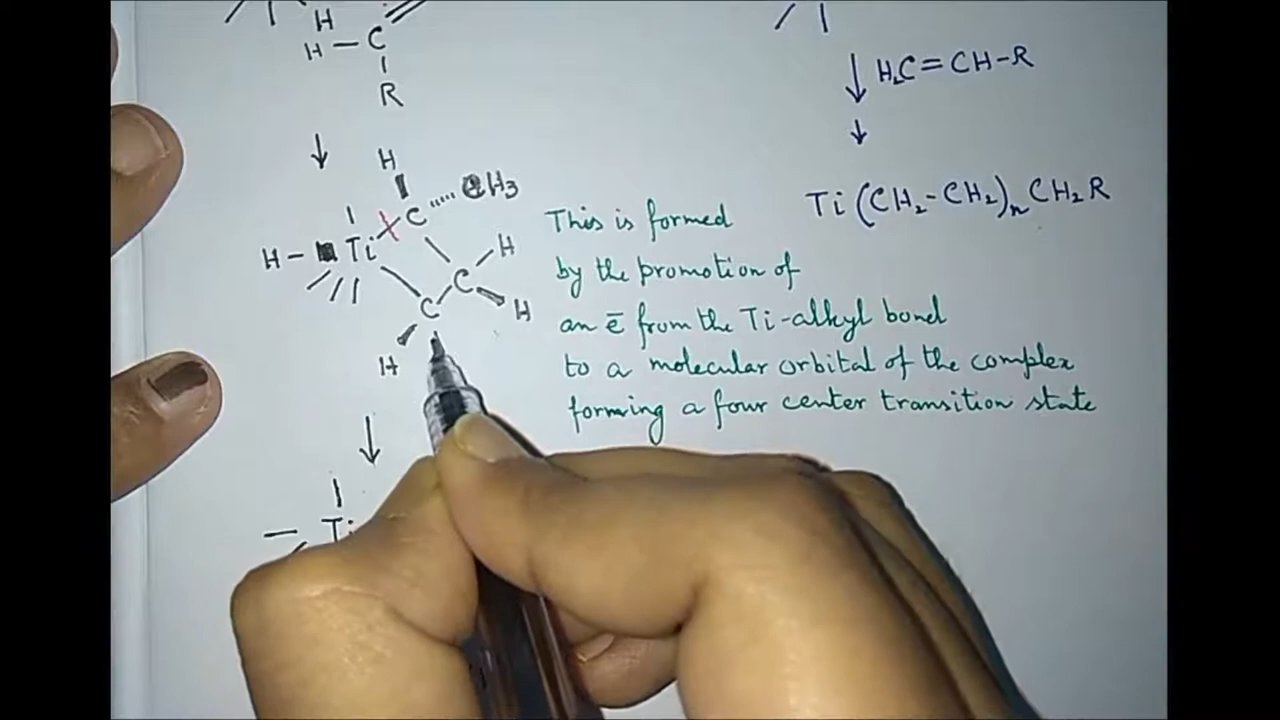 H
H-C
R
H₂C=CH-R
H
CH3
C
Ti
H-
C
H
H
C
H
Ti(CH₂-CH₂)ₙCH₂R
This is formed
by the promotion of
an ē from the Ti-alkyl bond
to a molecular orbital of the complex
forming a four center transition state
Ti